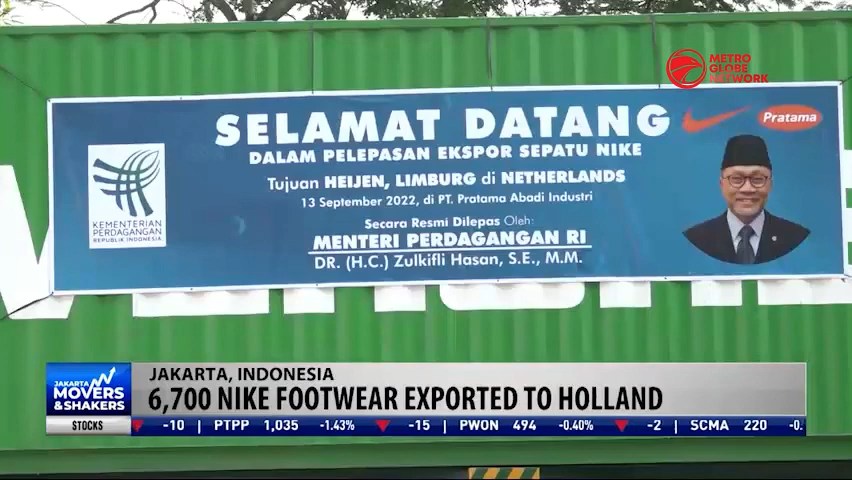 METRO
GLOBE
NETWORK
SELAMAT DATANG
DALAM PELEPASAN EKSPOR SEPATU NIKE
Tujuan HEIJEN, LIMBURG di NETHERLANDS
13 September 2022, di PT. Pratama Abadi Industri
Secara Resmi Dilepas Oleh:
MENTERI PERDAGANGAN RI
DR. (H.C.) Zulkifli Hasan, S.E., M.M.
Pratama
KEMENTERIAN
PERDAGANGAN
REPUBLIK INDONESIA
JAKARTA, INDONESIA
6,700 NIKE FOOTWEAR EXPORTED TO HOLLAND
JAKARTA
MOVERS
& SHAKERS
STOCKS
-10 | PTPP 1,035 -1.43% -15 | PWON 494 -0.40% -2 | SCMA 220 -0.